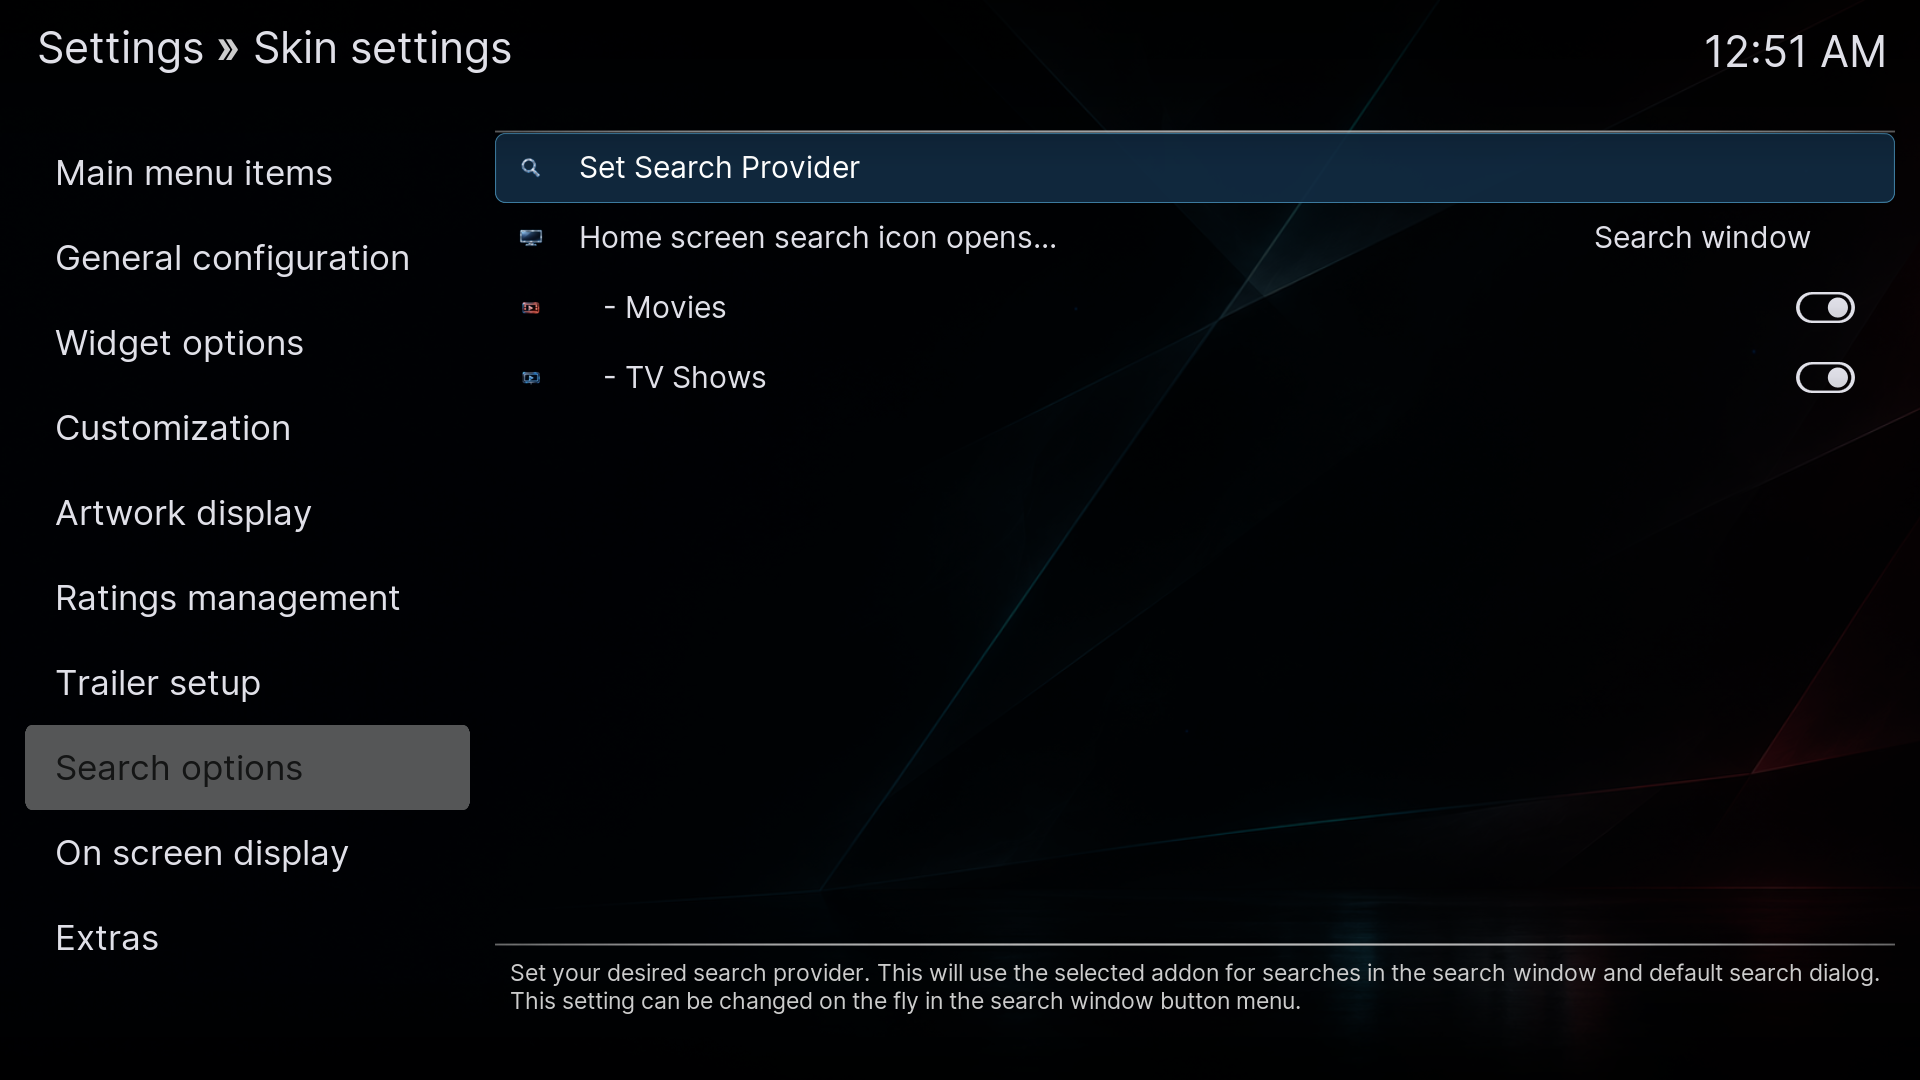 Settings » Skin settings
12:51 AM
Main menu items
General configuration
Widget options
Customization
Artwork display
Ratings management
Trailer setup
Search options
On screen display
Extras
Set Search Provider
Home screen search icon opens...
Search window
- Movies
- TV Shows
Set your desired search provider. This will use the selected addon for searches in the search window and default search dialog.
This setting can be changed on the fly in the search window button menu.